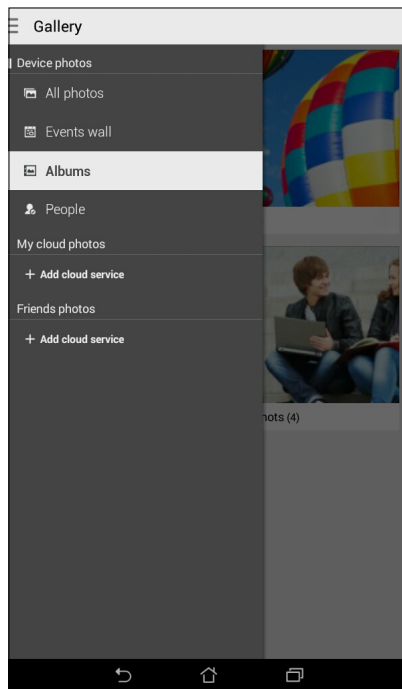 Gallery
Device photos
All photos
Events wall
Albums
People
My cloud photos
+ Add cloud service
Friends photos
+ Add cloud service
(4)